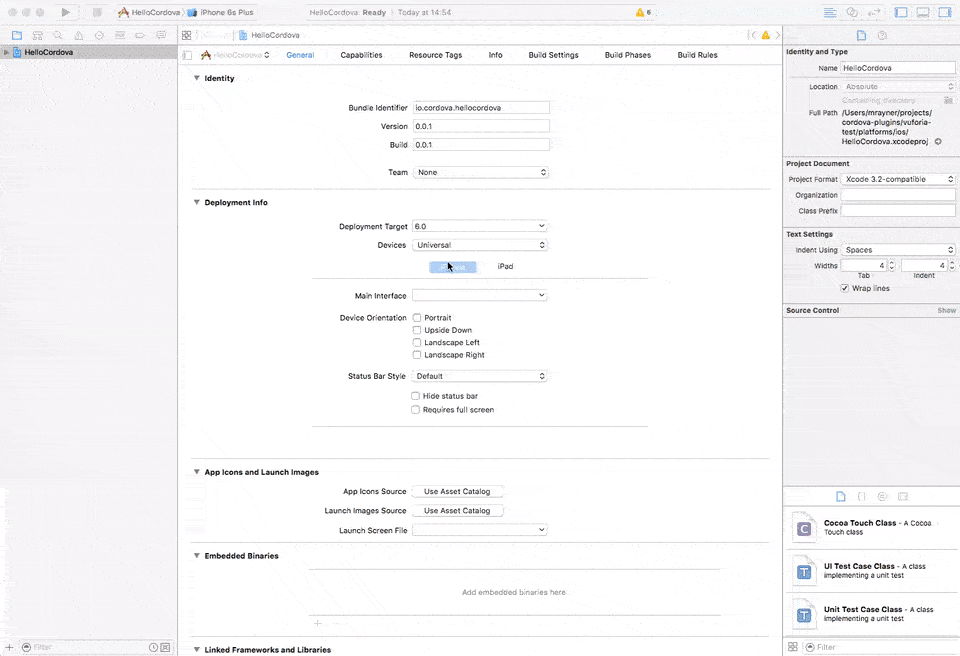 HelloCordova
iPhone 6s Plus
HelloCordova: Ready
Today at 14:54
6
HelloCordova
HelloCordova
HelloCordova
General
Capabilities
Resource Tags
Info
Build Settings
Build Phases
Build Rules
Identity
Bundle Identifier io.cordova.hellocordova
Version 0.0.1
Build 0.0.1
Team None
Deployment Info
Deployment Target 6.0
Devices Universal
iPad
Main Interface
Device Orientation Portrait
Upside Down
Landscape Left
Landscape Right
Status Bar Style Default
Hide status bar
Requires full screen
App Icons and Launch Images
App Icons Source Use Asset Catalog
Launch Images Source Use Asset Catalog
Launch Screen File
Embedded Binaries
Add embedded binaries here
Linked Frameworks and Libraries
Filter
Identity and Type
Name HelloCordova
Location Absolute
Containing directory
Full Path /Users/mrayner/projects/
cordova-plugins/vuforia-
test/platforms/ios/
HelloCordova.xcodeproj
Project Document
Project Format Xcode 3.2-compatible
Organization
Class Prefix
Text Settings
Indent Using Spaces
Widths 4 4
Tab Indent
Wrap lines
Source Control Show
Cocoa Touch Class - A Cocoa
Touch class
UI Test Case Class - A class
implementing a unit test
Unit Test Case Class - A class
implementing a unit test
Filter